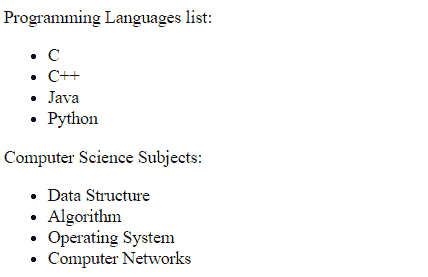 Programming Languages list:
• C
• C++
• Java
• Python
Computer Science Subjects:
• Data Structure
• Algorithm
• Operating System
• Computer Networks